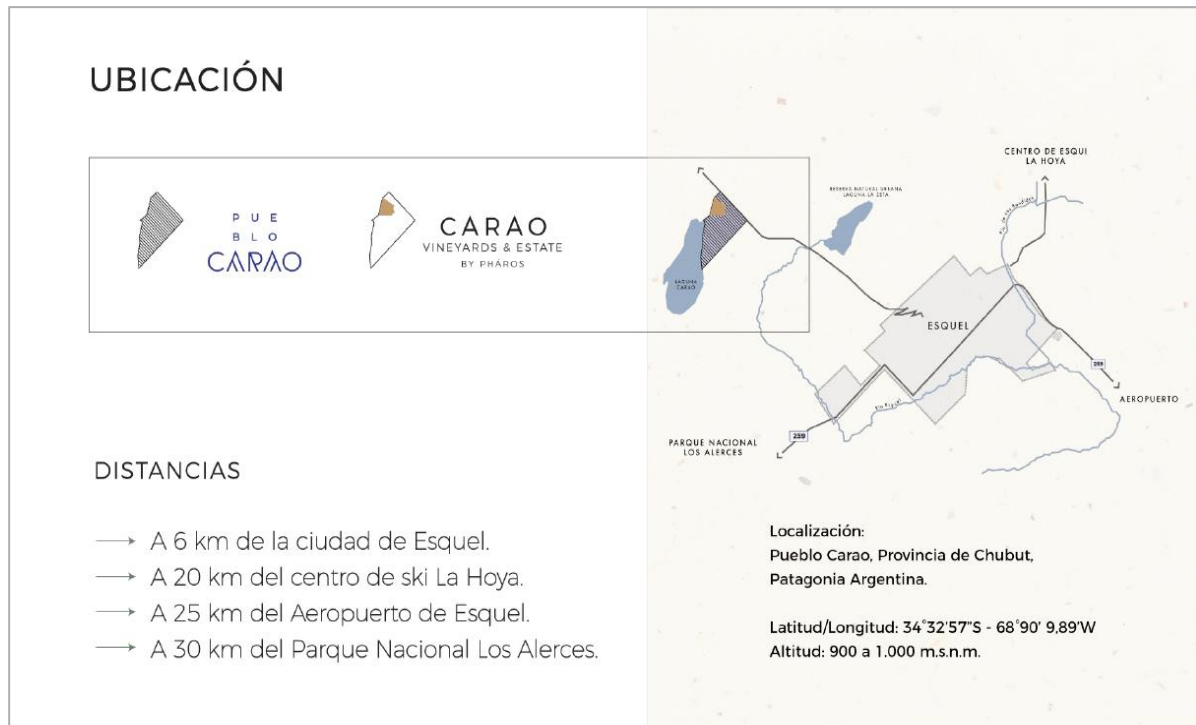 UBICACIÓN
PUE
BLO
CARAO
CARAO
VINEYARDS & ESTATE
BY PHÁROS
LAGUNA
CARAO
RESERVA NATURAL URBANA
LAGUNA LA ZETA
CENTRO DE ESQUI
LA HOYA
ESQUEL
259
AEROPUERTO
Río Esquel
259
PARQUE NACIONAL
LOS ALERCES
DISTANCIAS
A 6 km de la ciudad de Esquel.
A 20 km del centro de ski La Hoya.
A 25 km del Aeropuerto de Esquel.
A 30 km del Parque Nacional Los Alerces.
Localización:
Pueblo Carao, Provincia de Chubut,
Patagonia Argentina.
Latitud/Longitud: 34°32'57"S - 68°90' 9,89'W
Altitud: 900 a 1.000 m.s.n.m.